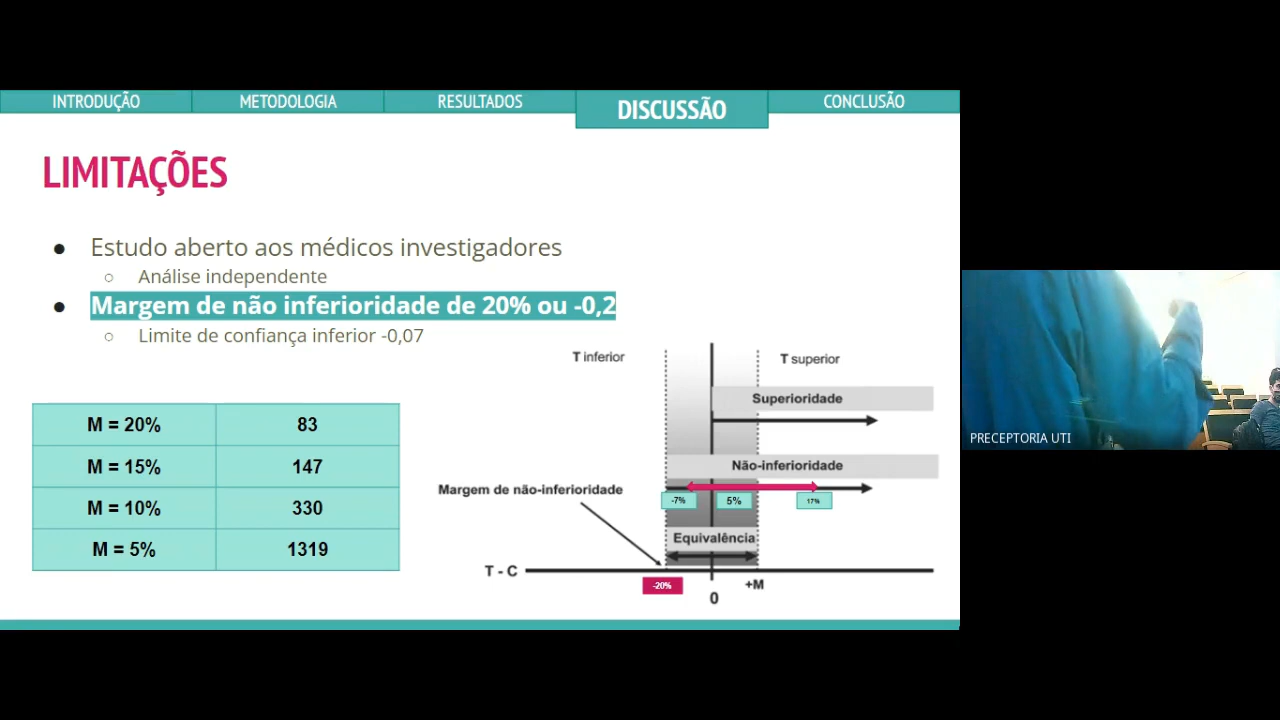 INTRODUÇÃO
METODOLOGIA
RESULTADOS
DISCUSSÃO
CONCLUSÃO
LIMITAÇÕES
● Estudo aberto aos médicos investigadores
○ Análise independente
● Margem de não inferioridade de 20% ou -0,2
○ Limite de confiança inferior -0,07
M = 20% 83
M = 15% 147
M = 10% 330
M = 5% 1319
T inferior
T superior
Superioridade
Não-inferioridade
Margem de não-inferioridade
-7%
5%
17%
Equivalência
T - C
-20%
+M
0
PRECEPTORIA UTI